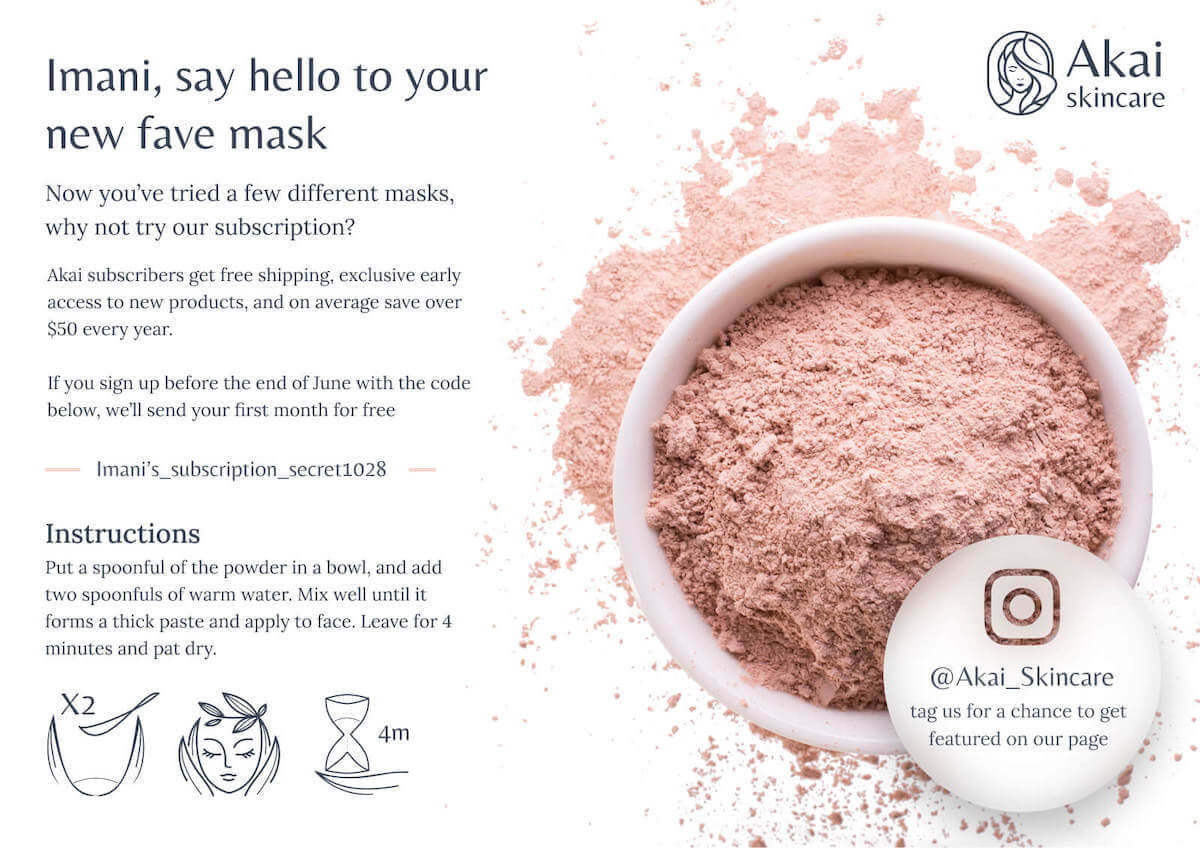 Imani, say hello to your
new fave mask
Now you’ve tried a few different masks,
why not try our subscription?
Akai subscribers get free shipping, exclusive early
access to new products, and on average save over
$50 every year.
If you sign up before the end of June with the code
below, we’ll send your first month for free
Imani’s_subscription_secret1028
Instructions
Put a spoonful of the powder in a bowl, and add
two spoonfuls of warm water. Mix well until it
forms a thick paste and apply to face. Leave for 4
minutes and pat dry.
X2
4m
Akai
skincare
@Akai_Skincare
tag us for a chance to get
featured on our page